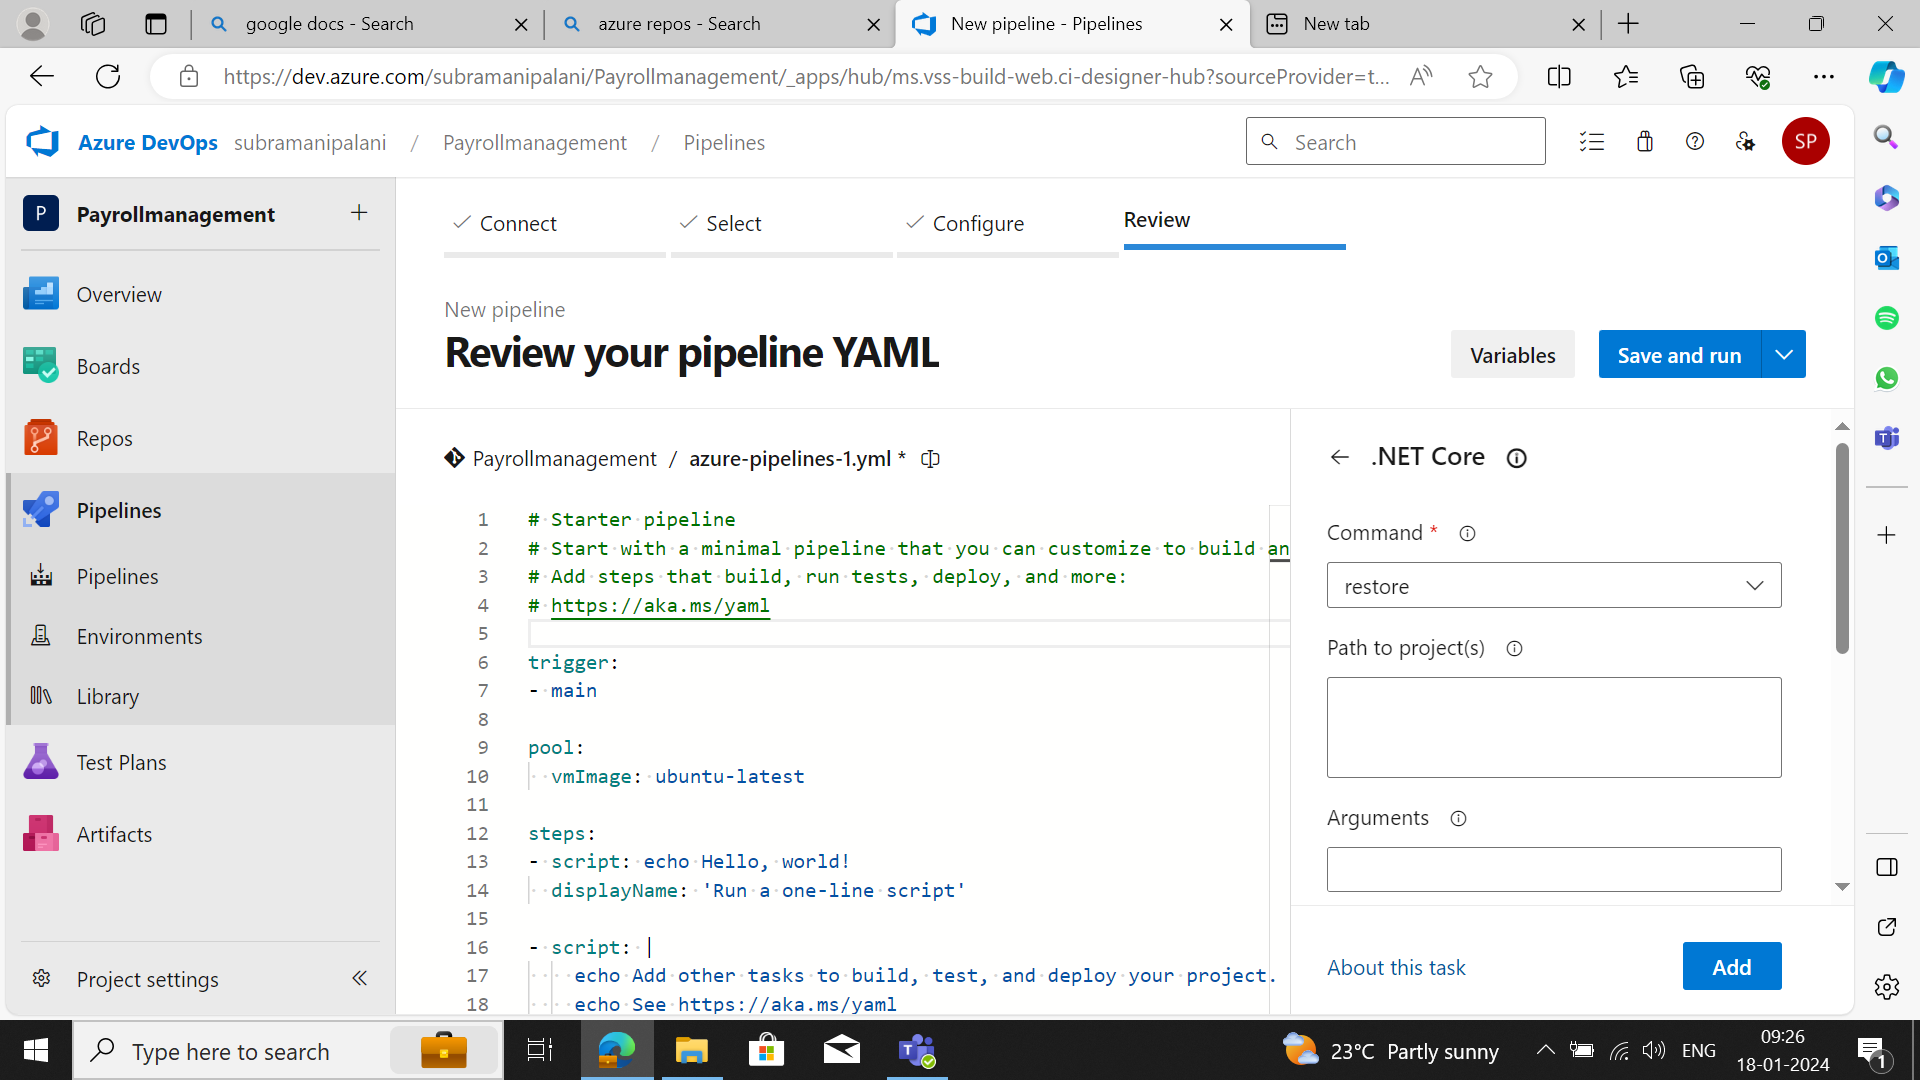 google docs - Search
azure repos - Search
New pipeline - Pipelines
New tab
https://dev.azure.com/subramanipalani/Payrollmanagement/_apps/hub/ms.vss-build-web.ci-designer-hub?sourceProvider=t...
Azure DevOps subramanipalani / Payrollmanagement / Pipelines
Search
SP
P Payrollmanagement
Overview
Boards
Repos
Pipelines
Pipelines
Environments
Library
Test Plans
Artifacts
Project settings
Connect
Select
Configure
Review
New pipeline
Review your pipeline YAML
Variables
Save and run
Payrollmanagement / azure-pipelines-1.yml *
1 # Starter pipeline
2 # Start with a minimal pipeline that you can customize to build an
3 # Add steps that build, run tests, deploy, and more:
4 # https://aka.ms/yaml
5
6 trigger:
7 - main
8
9 pool:
10 vmImage: ubuntu-latest
11
12 steps:
13 - script: echo Hello, world!
14 displayName: 'Run a one-line script'
15
16 - script: |
17 echo Add other tasks to build, test, and deploy your project.
18 echo See https://aka.ms/yaml
.NET Core
Command *
restore
Path to project(s)
Arguments
About this task
Add
Type here to search
23°C Partly sunny
ENG
09:26
18-01-2024
1